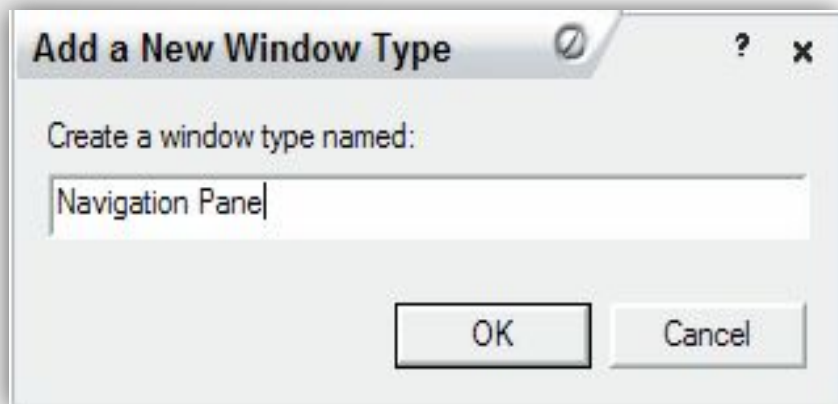 Add a New Window Type ? ×
Create a window type named:
Navigation Pane
OK Cancel